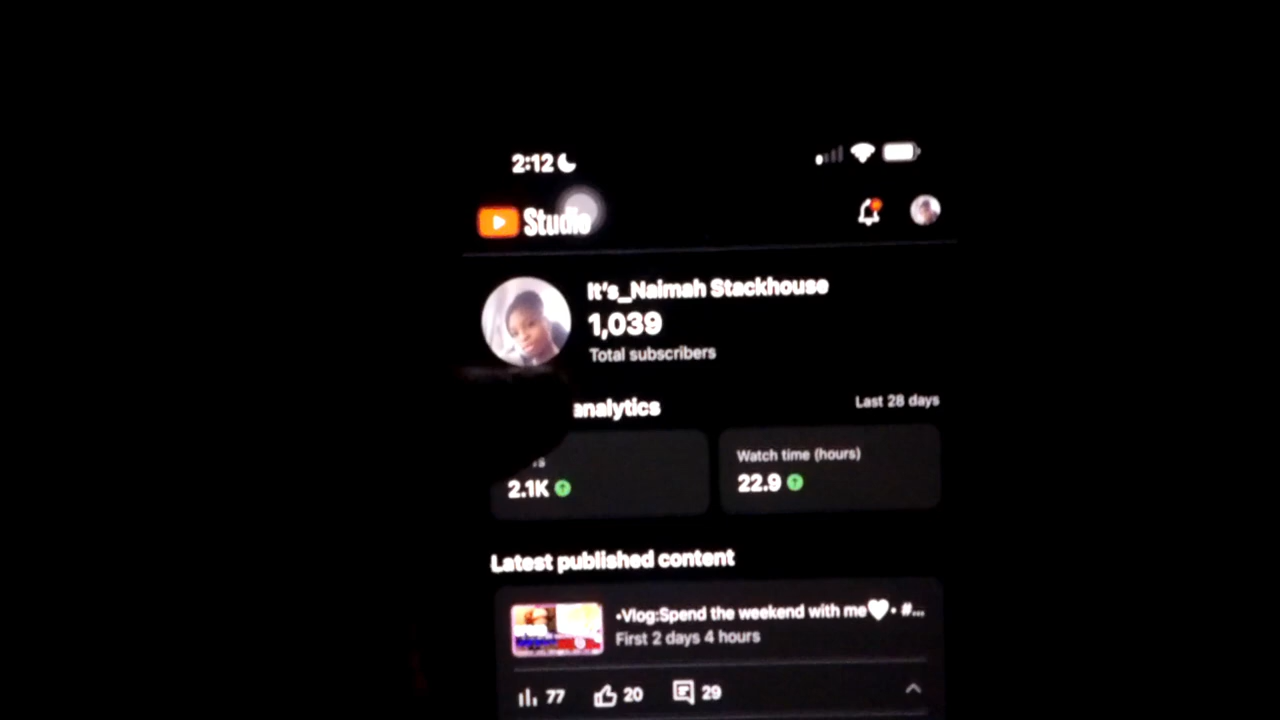 2:12
Studio
It's_Naimah Stackhouse
1,039
Total subscribers
analytics
Last 28 days
Watch time (hours)
2.1K
22.9
Latest published content
•Vlog:Spend the weekend with me🤍• #...
First 2 days 4 hours
77 20 29